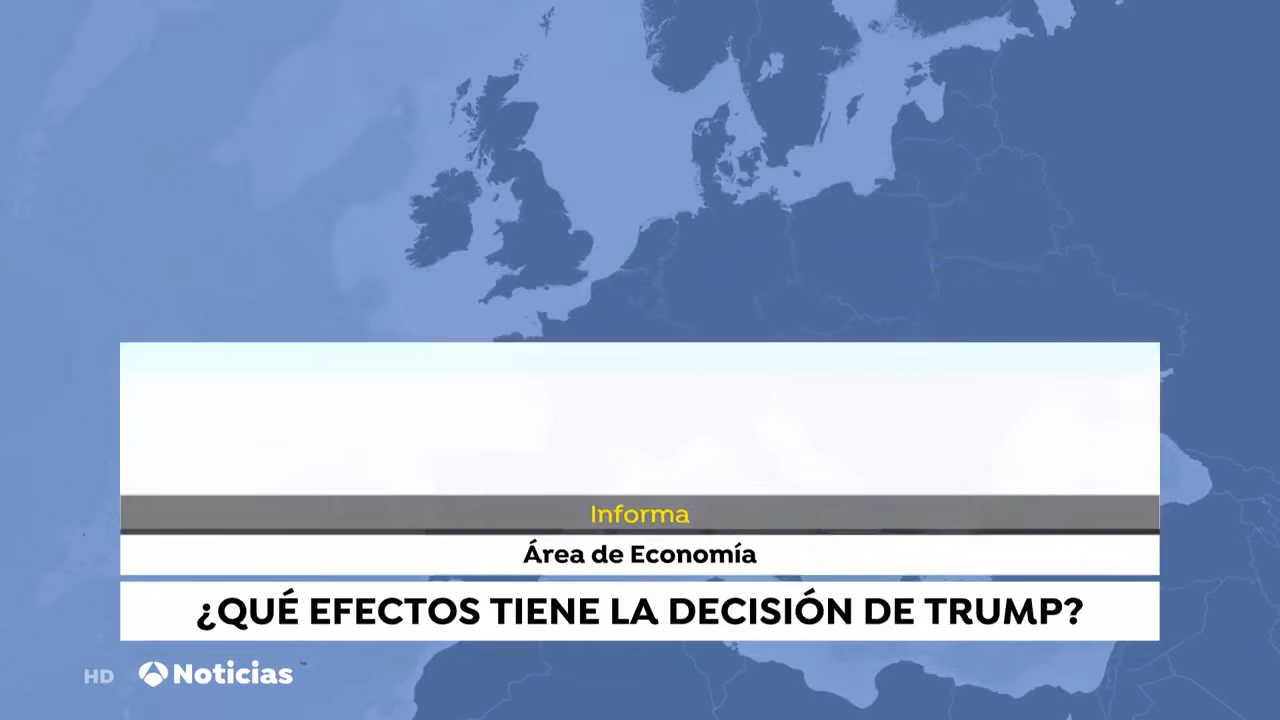 Informa
Área de Economía
¿QUÉ EFECTOS TIENE LA DECISIÓN DE TRUMP?
HD Noticias